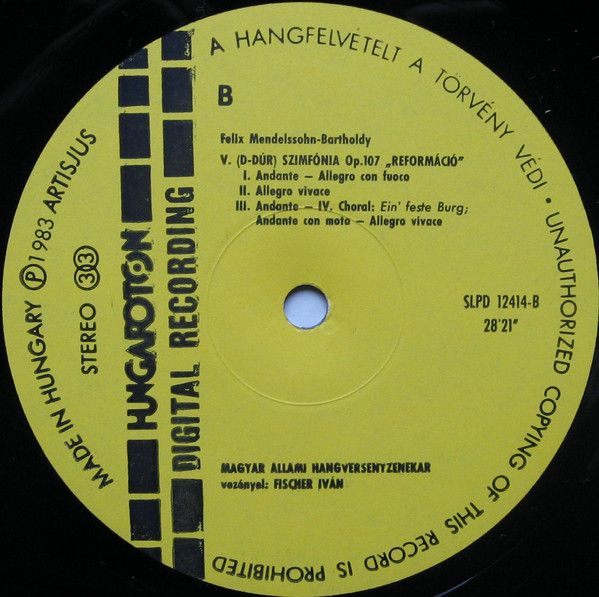 A HANGFELVÉTELT A TÖRVÉNY VÉDI • UNAUTHORIZED COPYING OF THIS RECORD IS PROHIBITED
MADE IN HUNGARY Ⓟ 1983 ARTISJUS
STEREO 33
HUNGAROTON
DIGITAL RECORDING
B
Felix Mendelssohn-Bartholdy
V. (D-DÚR) SZIMFÓNIA Op.107 „REFORMÁCIÓ”
I. Andante – Allegro con fuoco
II. Allegro vivace
III. Andante – IV. Choral: Ein' feste Burg;
Andante con moto – Allegro vivace
SLPD 12414-B
28'21"
MAGYAR ÁLLAMI HANGVERSENYZENEKAR
vezényel: FISCHER IVÁN